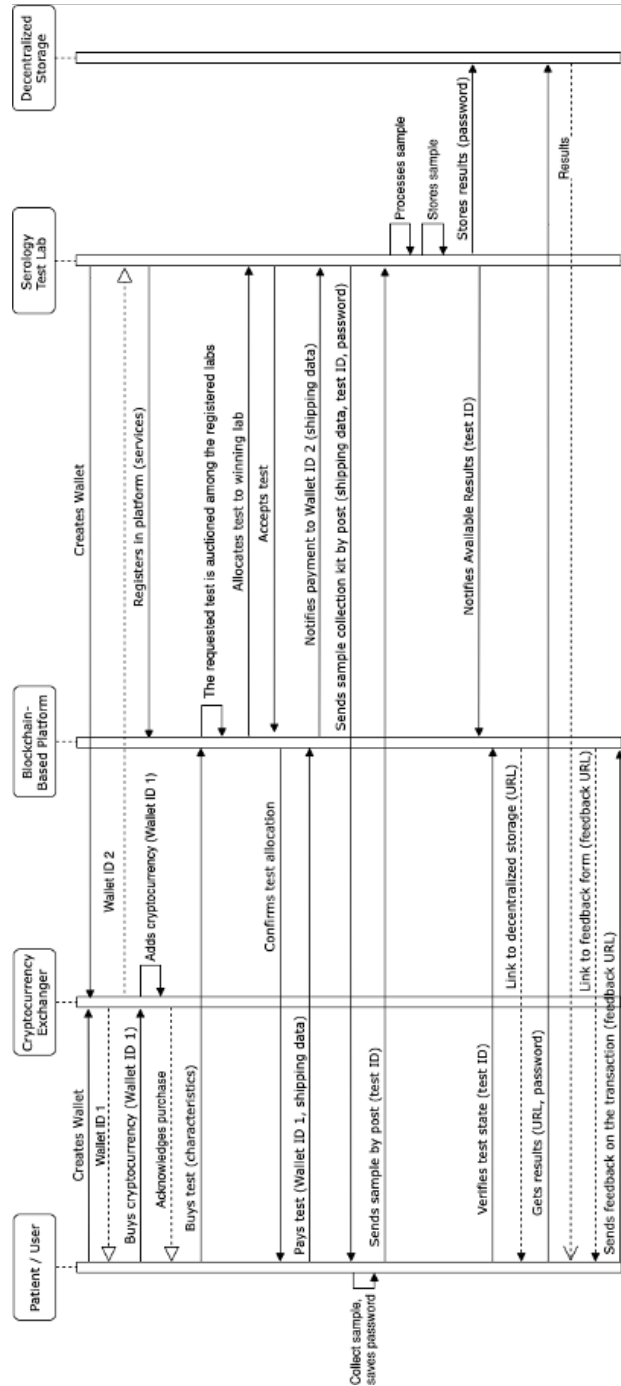 Patient / User
Cryptocurrency
Exchanger
Blockchain-
Based Platform
Serology
Test Lab
Decentralized
Storage
Creates Wallet
Creates Wallet
Wallet ID 1
Wallet ID 2
Buys cryptocurrency (Wallet ID 1)
Adds cryptocurrency (Wallet ID 1)
Registers in platform (services)
Acknowledges purchase
Buys test (characteristics)
The requested test is auctioned among the registered labs
Allocates test to winning lab
Accepts test
Confirms test allocation
Pays test (Wallet ID 1, shipping data)
Notifies payment to Wallet ID 2 (shipping data)
Sends sample collection kit by post (shipping data, test ID, password)
Collect sample,
saves password
Sends sample by post (test ID)
Processes sample
Stores sample
Stores results (password)
Notifies Available Results (test ID)
Verifies test state (test ID)
Link to decentralized storage (URL)
Gets results (URL, password)
Results
Link to feedback form (feedback URL)
Sends feedback on the transaction (feedback URL)